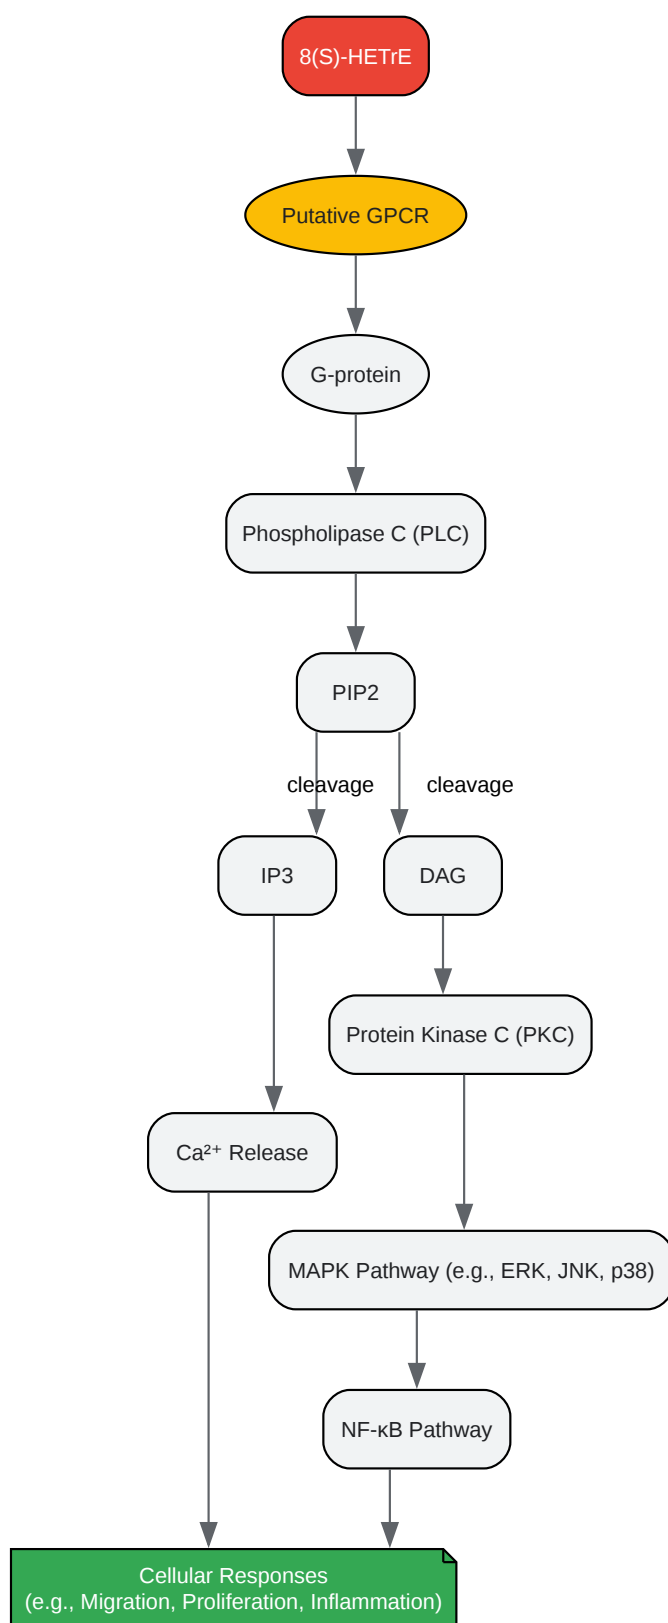 8(S)-HETrE
Putative GPCR
G-protein
Phospholipase C (PLC)
PIP2
cleavage
cleavage
IP3
DAG
Protein Kinase C (PKC)
Ca²⁺ Release
MAPK Pathway (e.g., ERK, JNK, p38)
NF-κB Pathway
Cellular Responses
(e.g., Migration, Proliferation, Inflammation)